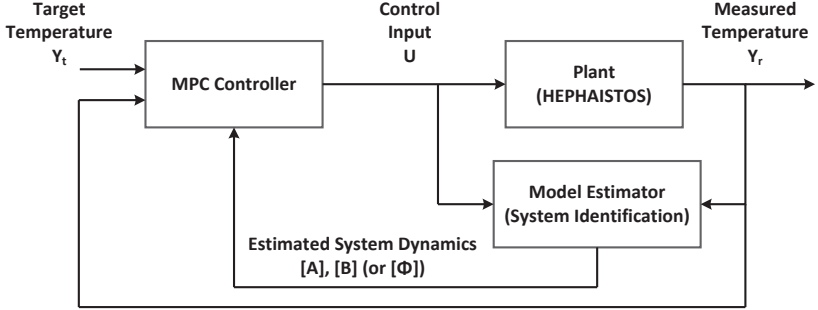 Target
Temperature
Yt
Control
Input
U
Measured
Temperature
Yr
MPC Controller
Plant
(HEPHAISTOS)
Model Estimator
(System Identification)
Estimated System Dynamics
[A], [B] (or [Φ])